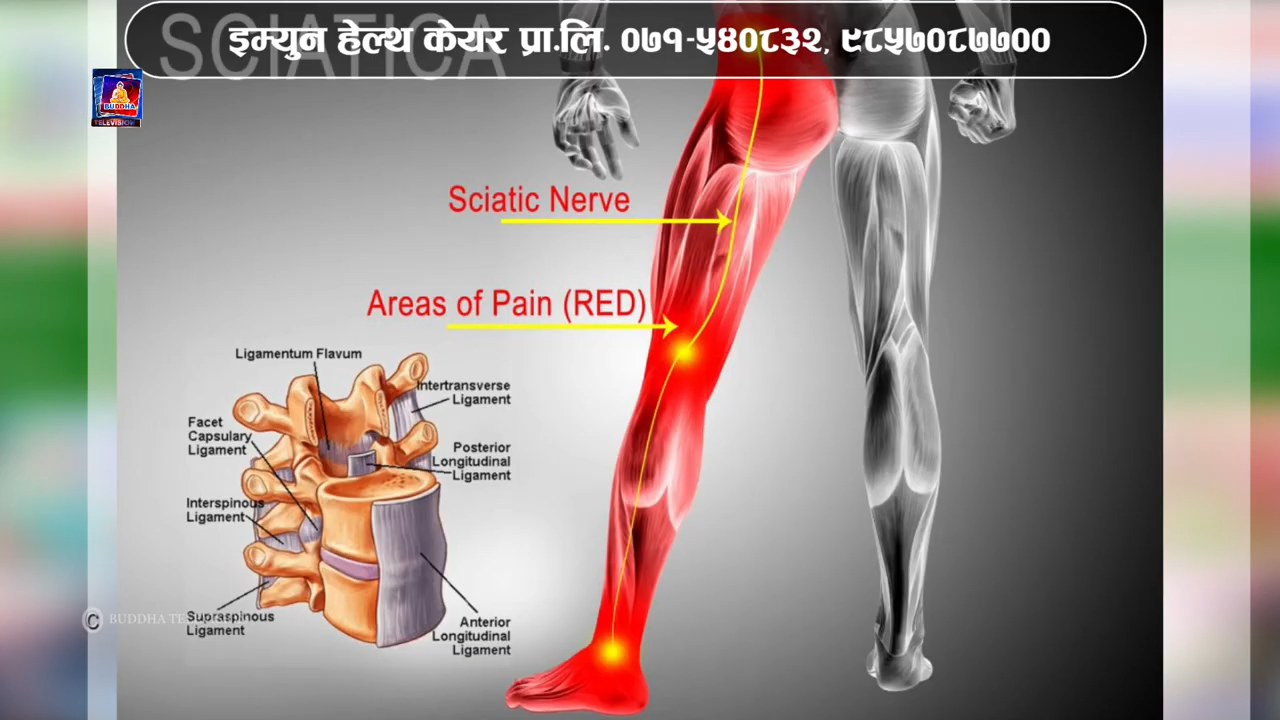 SCIATICA
इम्युन हेल्थ केयर प्रा.लि. ०७१-५४०८३२, ९८५७०८७७००
BUDDHA
TELEVISION
Sciatic Nerve
Areas of Pain (RED)
Ligamentum Flavum
Intertransverse
Ligament
Facet
Capsulary
Ligament
Posterior
Longitudinal
Ligament
Interspinous
Ligament
Supraspinous
Ligament
Anterior
Longitudinal
Ligament
© BUDDHA